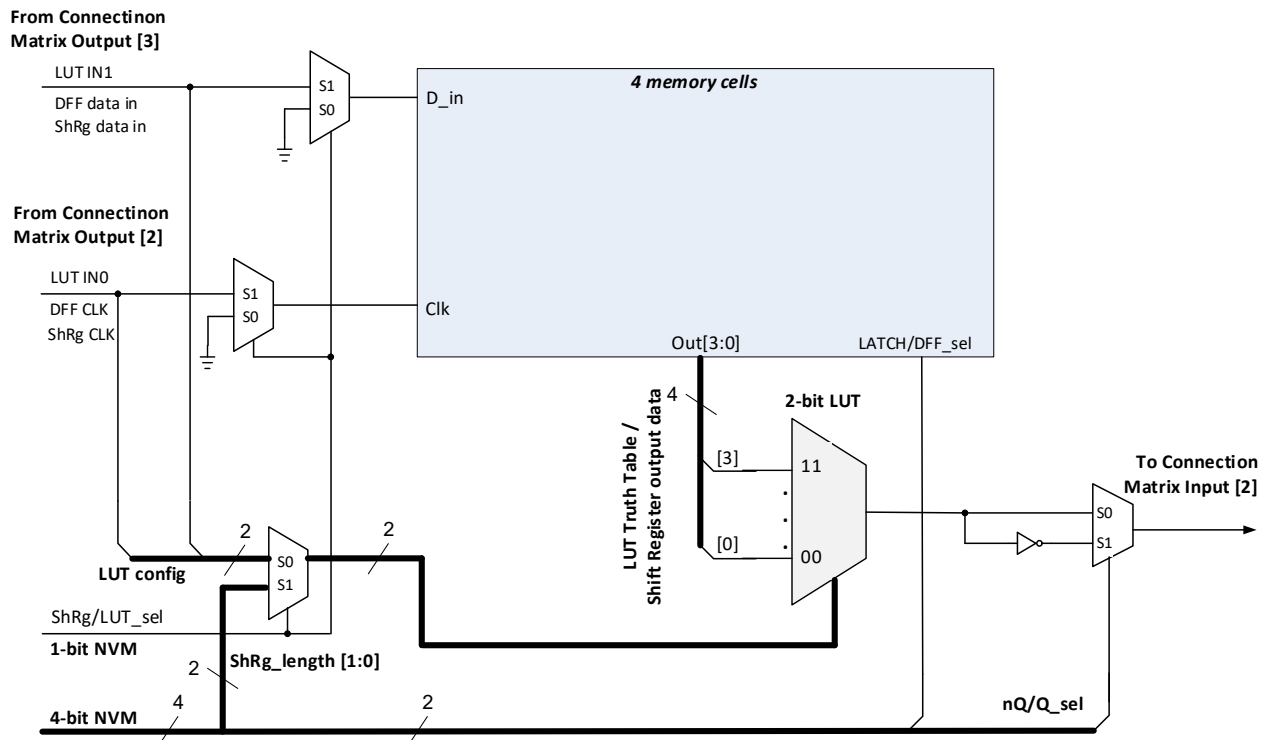 From Connectinon
Matrix Output [3]
LUT IN1
DFF data in
ShRg data in
S1
S0
4 memory cells
D_in
From Connectinon
Matrix Output [2]
LUT IN0
DFF CLK
ShRg CLK
S1
S0
Clk
Out[3:0]
LATCH/DFF_sel
LUT Truth Table /
Shift Register output data
4
2-bit LUT
[3]
11
[0]
00
To Connection
Matrix Input [2]
S0
S1
2
2
LUT config
S0
S1
ShRg/LUT_sel
1-bit NVM
ShRg_length [1:0]
2
nQ/Q_sel
4-bit NVM
4
2